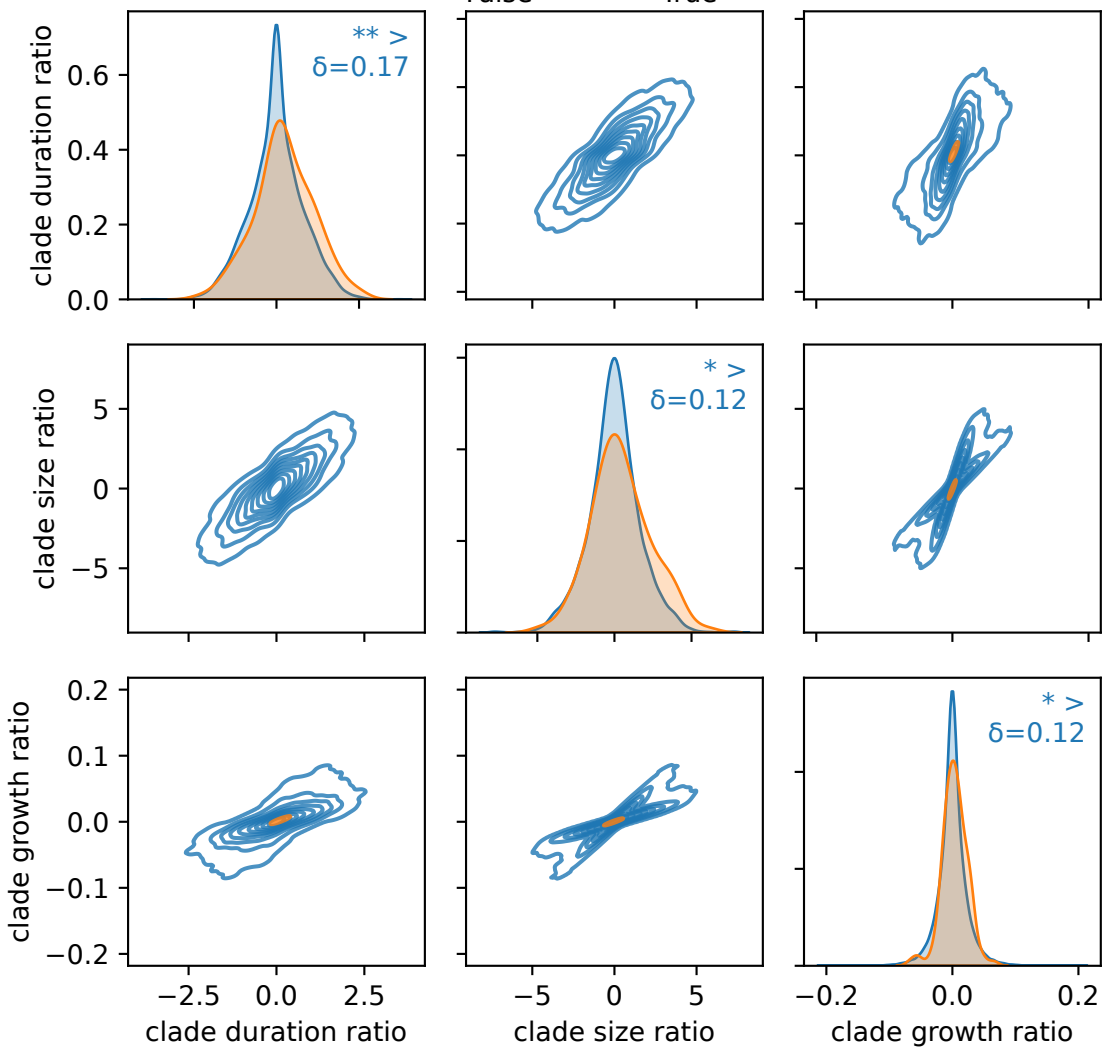 True
clade duration ratio
0.6
0.4
0.2
0.0
** >
δ=0.17
clade size ratio
5
0
−5
* >
δ=0.12
clade growth ratio
0.2
0.1
0.0
−0.1
−0.2
* >
δ=0.12
−2.5 0.0 2.5
−5 0 5
−0.2 0.0 0.2
clade duration ratio
clade size ratio
clade growth ratio